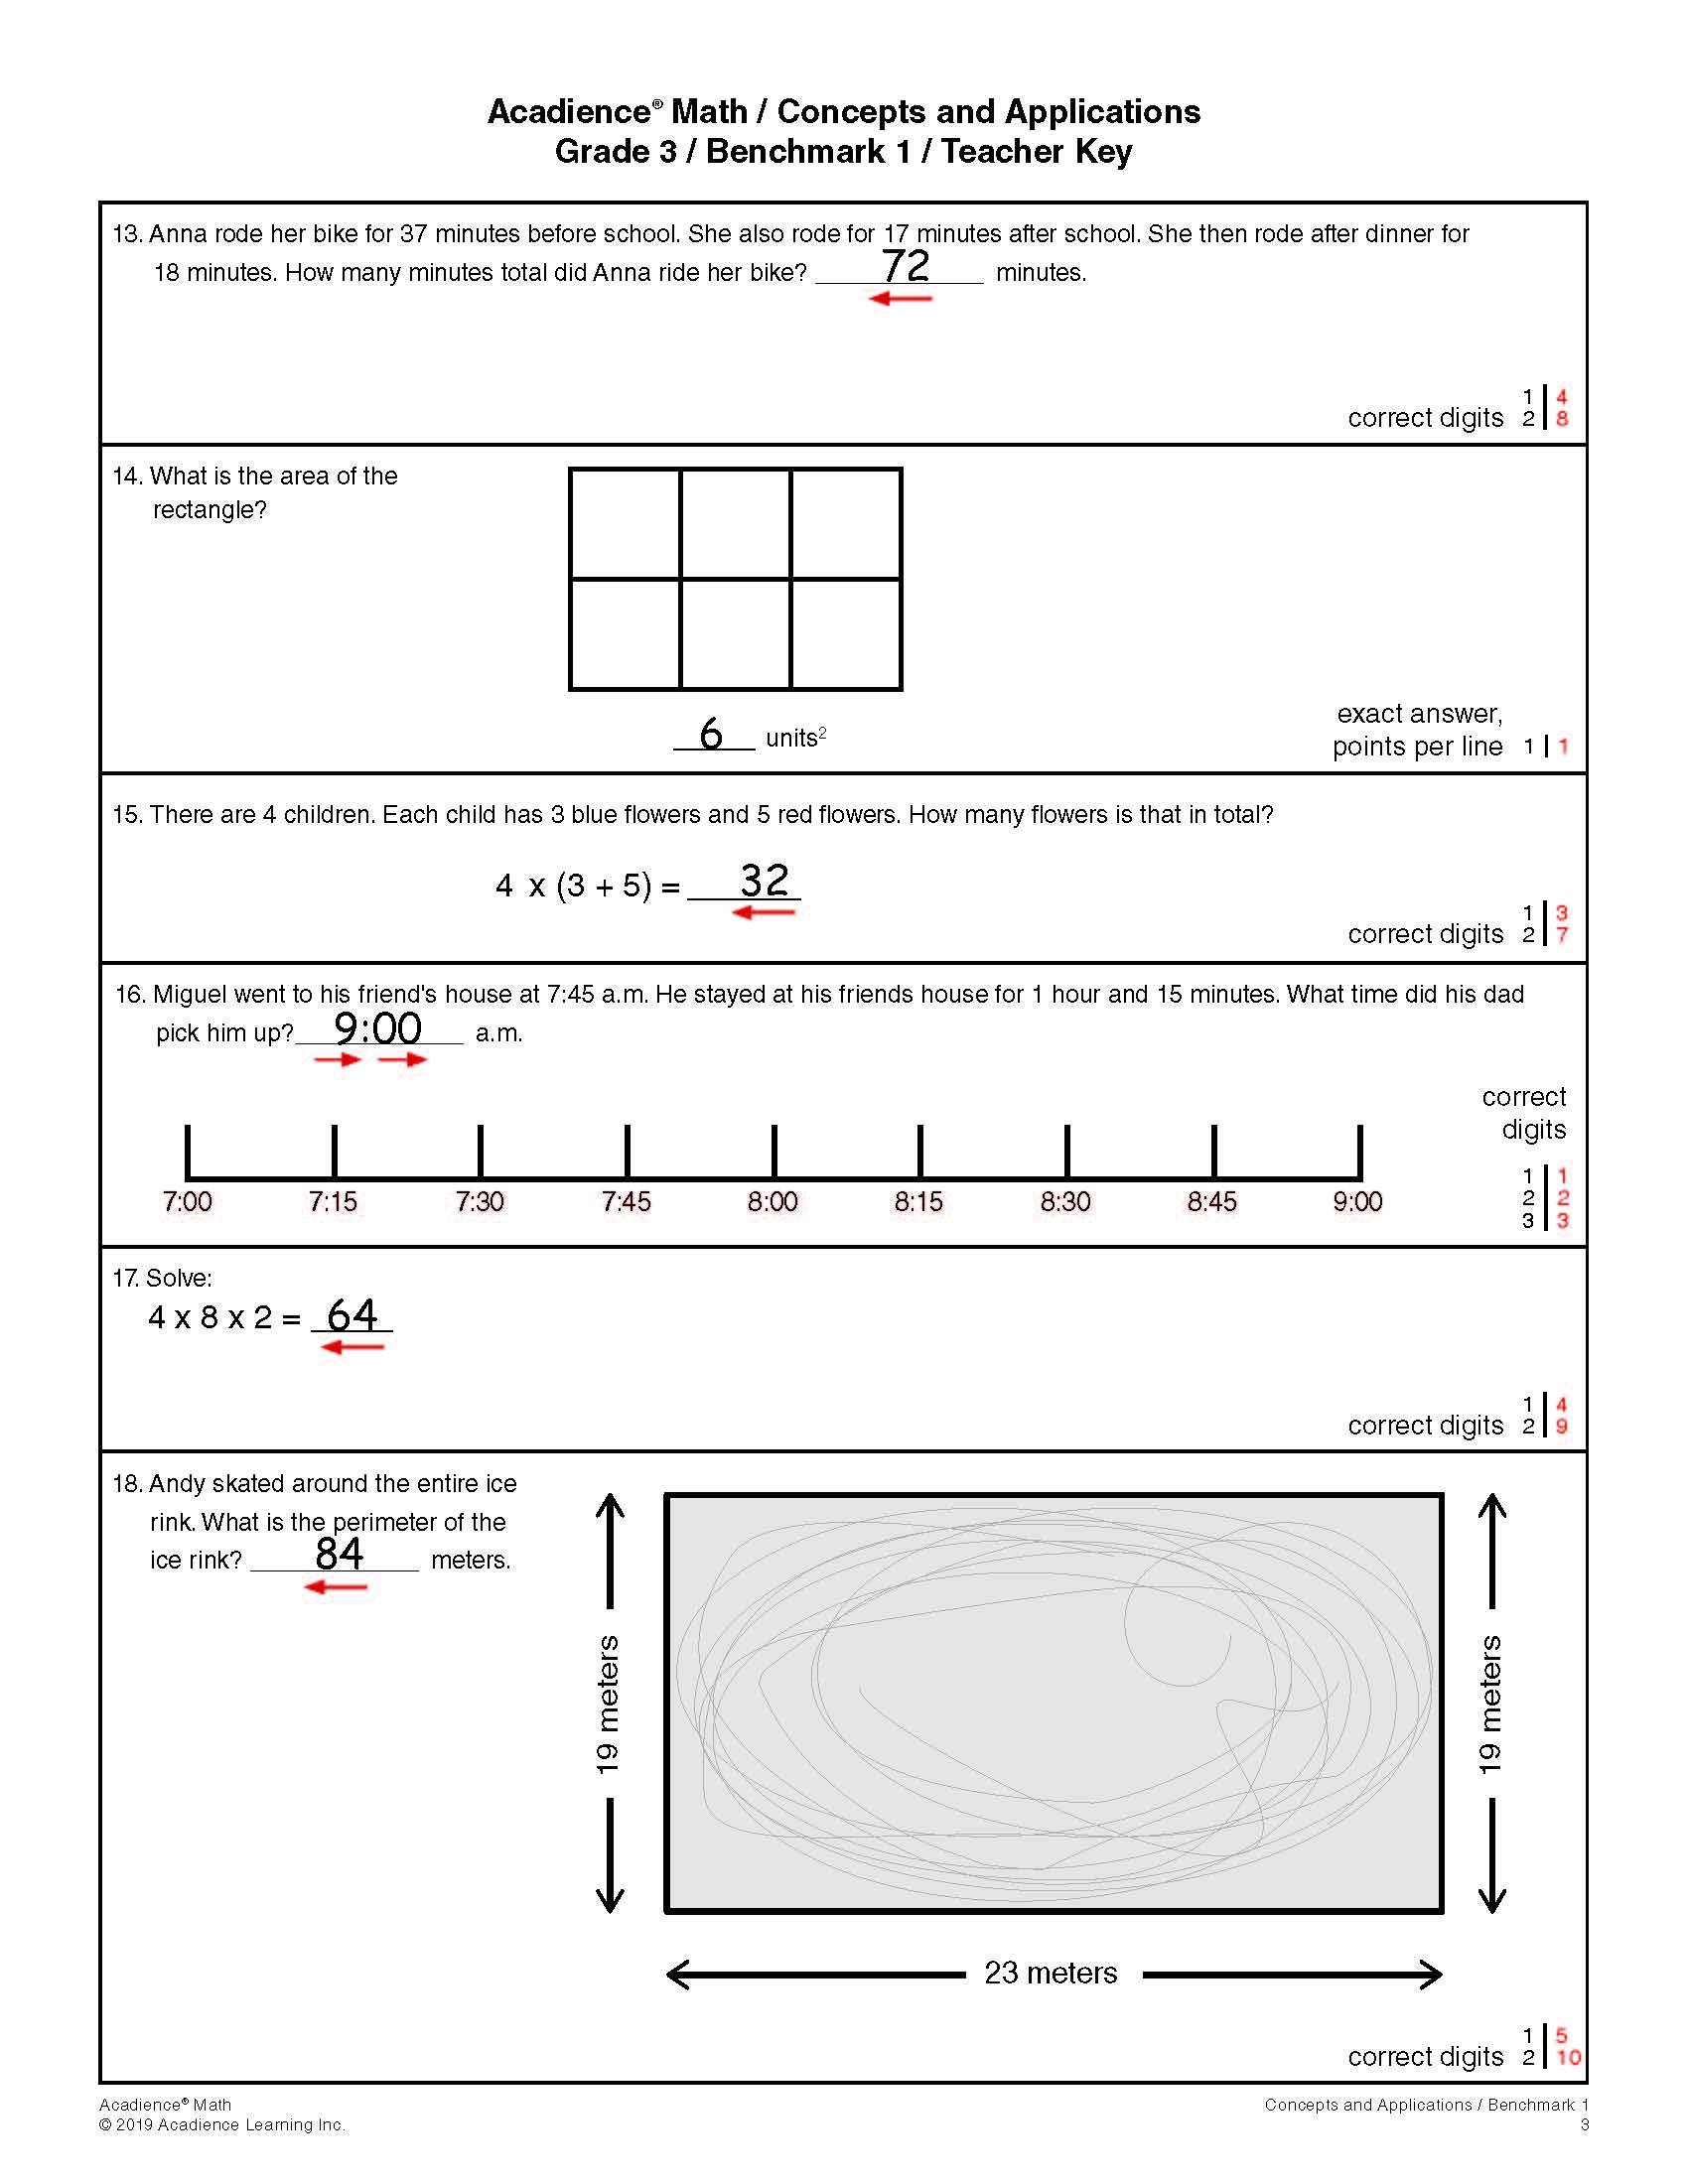 Acadience® Math / Concepts and Applications
Grade 3 / Benchmark 1 / Teacher Key
13. Anna rode her bike for 37 minutes before school. She also rode for 17 minutes after school. She then rode after dinner for
18 minutes. How many minutes total did Anna ride her bike? 72 minutes.
correct digits
1 | 4
2 | 8
14. What is the area of the
rectangle?
6 units²
exact answer,
points per line 1 | 1
15. There are 4 children. Each child has 3 blue flowers and 5 red flowers. How many flowers is that in total?
4 x (3 + 5) = 32
correct digits
1 | 3
2 | 7
16. Miguel went to his friend's house at 7:45 a.m. He stayed at his friends house for 1 hour and 15 minutes. What time did his dad
pick him up? 9:00 a.m.
7:00 7:15 7:30 7:45 8:00 8:15 8:30 8:45 9:00
correct
digits
1 | 1
2 | 2
3 | 3
17. Solve:
4 x 8 x 2 = 64
correct digits
1 | 4
2 | 9
18. Andy skated around the entire ice
rink. What is the perimeter of the
ice rink? 84 meters.
19 meters
19 meters
23 meters
correct digits
1 | 5
2 | 10
Acadience® Math
© 2019 Acadience Learning Inc.
Concepts and Applications / Benchmark 1
3